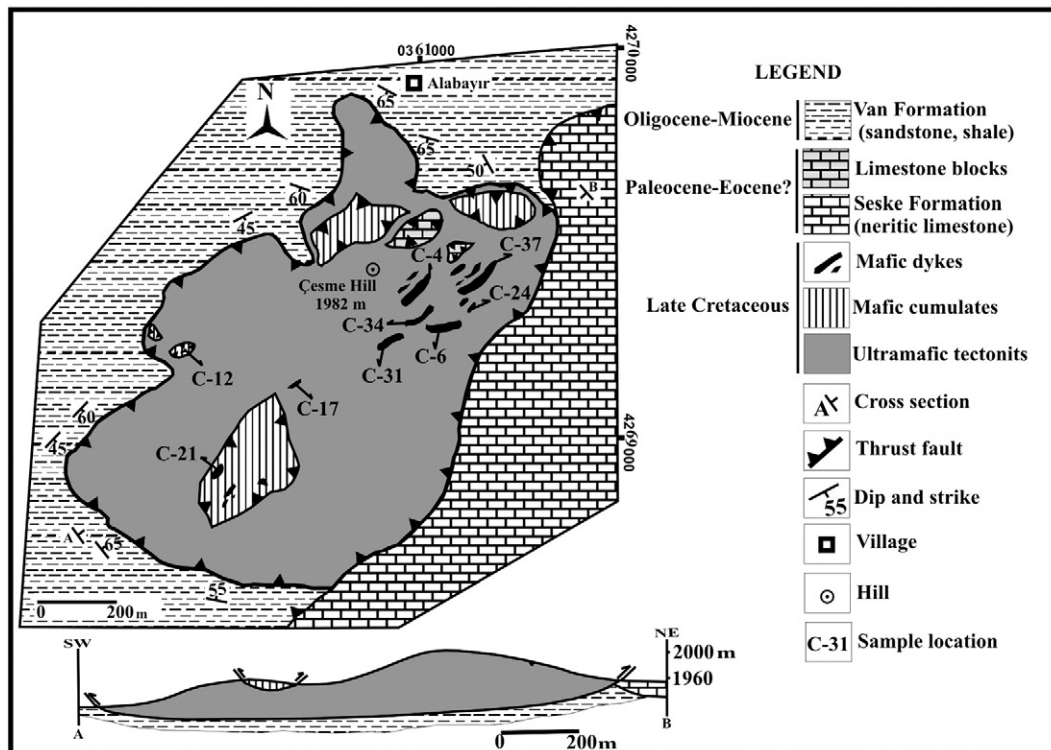 0361000
4270000
Alabayır
N
65
65
50
60
45
B
C-4
C-37
Çesme Hill
1982 m
C-24
C-34
C-6
C-31
C-12
C-17
4269000
60
45
C-21
A
65
55
0 200 m
LEGEND
Oligocene-Miocene
Van Formation
(sandstone, shale)
Paleocene-Eocene?
Limestone blocks
Seske Formation
(neritic limestone)
Late Cretaceous
Mafic dykes
Mafic cumulates
Ultramafic tectonits
A Cross section
Thrust fault
55 Dip and strike
Village
Hill
C-31 Sample location
SW
NE
2000 m
1960
A
B
0 200 m